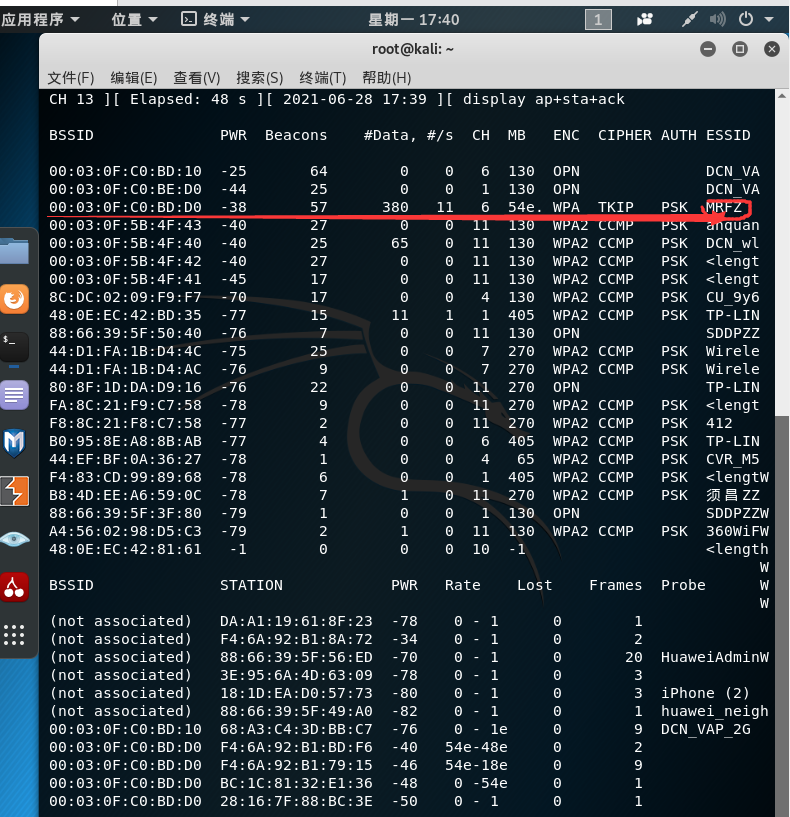 应用程序 位置 终端 星期一 17:40 1
root@kali: ~
文件(F) 编辑(E) 查看(V) 搜索(S) 终端(T) 帮助(H)
CH 13 ][ Elapsed: 48 s ][ 2021-06-28 17:39 ][ display ap+sta+ack
BSSID PWR Beacons #Data, #/s CH MB ENC CIPHER AUTH ESSID
00:03:0F:C0:BD:10 -25 64 0 0 6 130 OPN DCN_VA
00:03:0F:C0:BE:D0 -44 25 0 0 1 130 OPN DCN_VA
00:03:0F:C0:BD:D0 -38 57 380 11 6 54e. WPA TKIP PSK MRFZ
00:03:0F:5B:4F:43 -40 27 0 0 11 130 WPA2 CCMP PSK anquan
00:03:0F:5B:4F:40 -40 25 65 0 11 130 WPA2 CCMP PSK DCN_wl
00:03:0F:5B:4F:42 -40 27 0 0 11 130 WPA2 CCMP PSK <lengt
00:03:0F:5B:4F:41 -45 17 0 0 11 130 WPA2 CCMP PSK <lengt
8C:DC:02:09:F9:F7 -70 17 0 0 4 130 WPA2 CCMP PSK CU_9y6
48:0E:EC:42:BD:35 -77 15 11 1 1 405 WPA2 CCMP PSK TP-LIN
88:66:39:5F:50:40 -76 7 0 0 11 130 OPN SDDPZZ
44:D1:FA:1B:D4:4C -75 25 0 0 7 270 WPA2 CCMP PSK Wirele
44:D1:FA:1B:D4:AC -76 9 0 0 7 270 WPA2 CCMP PSK Wirele
80:8F:1D:DA:D9:16 -76 22 0 0 11 270 OPN TP-LIN
FA:8C:21:F9:C7:58 -78 9 0 0 11 270 WPA2 CCMP PSK <lengt
F8:8C:21:F8:C7:58 -77 2 0 0 11 270 WPA2 CCMP PSK 412
B0:95:8E:A8:8B:AB -77 4 0 0 6 405 WPA2 CCMP PSK TP-LIN
44:EF:BF:0A:36:27 -78 1 0 0 4 65 WPA2 CCMP PSK CVR_M5
F4:83:CD:99:89:68 -78 6 0 0 1 405 WPA2 CCMP PSK <lengtW
B8:4D:EE:A6:59:0C -78 7 1 0 11 270 WPA2 CCMP PSK 须昌ZZ
88:66:39:5F:3F:80 -79 1 0 0 1 130 OPN SDDPZZW
A4:56:02:98:D5:C3 -79 2 1 0 11 130 WPA2 CCMP PSK 360WiFW
48:0E:EC:42:81:61 -1 0 0 0 10 -1 <length
W
BSSID STATION PWR Rate Lost Frames Probe W
W
(not associated) DA:A1:19:61:8F:23 -78 0 - 1 0 1
(not associated) F4:6A:92:B1:8A:72 -34 0 - 1 0 2
(not associated) 88:66:39:5F:56:ED -70 0 - 1 0 20 HuaweiAdminW
(not associated) 3E:95:6A:4D:63:09 -78 0 - 1 0 3
(not associated) 18:1D:EA:D0:57:73 -80 0 - 1 0 3 iPhone (2)
(not associated) 88:66:39:5F:49:A0 -82 0 - 1 0 1 huawei_neigh
00:03:0F:C0:BD:10 68:A3:C4:3D:BB:C7 -76 0 - 1e 0 9 DCN_VAP_2G
00:03:0F:C0:BD:D0 F4:6A:92:B1:BD:F6 -40 54e-48e 0 2
00:03:0F:C0:BD:D0 F4:6A:92:B1:79:15 -46 54e-18e 0 9
00:03:0F:C0:BD:D0 BC:1C:81:32:E1:36 -48 0 -54e 0 1
00:03:0F:C0:BD:D0 28:16:7F:88:BC:3E -50 0 - 1 0 1